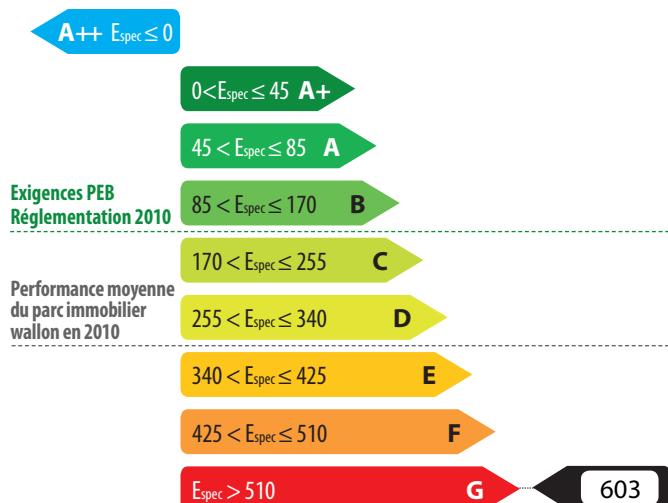 A++ Espec ≤ 0
0<Espec ≤ 45 A+
45 < Espec ≤ 85 A
Exigences PEB
Réglementation 2010
85 < Espec ≤ 170 B
170 < Espec ≤ 255 C
Performance moyenne
du parc immobilier
wallon en 2010
255 < Espec ≤ 340 D
340 < Espec ≤ 425 E
425 < Espec ≤ 510 F
Espec > 510 G 603